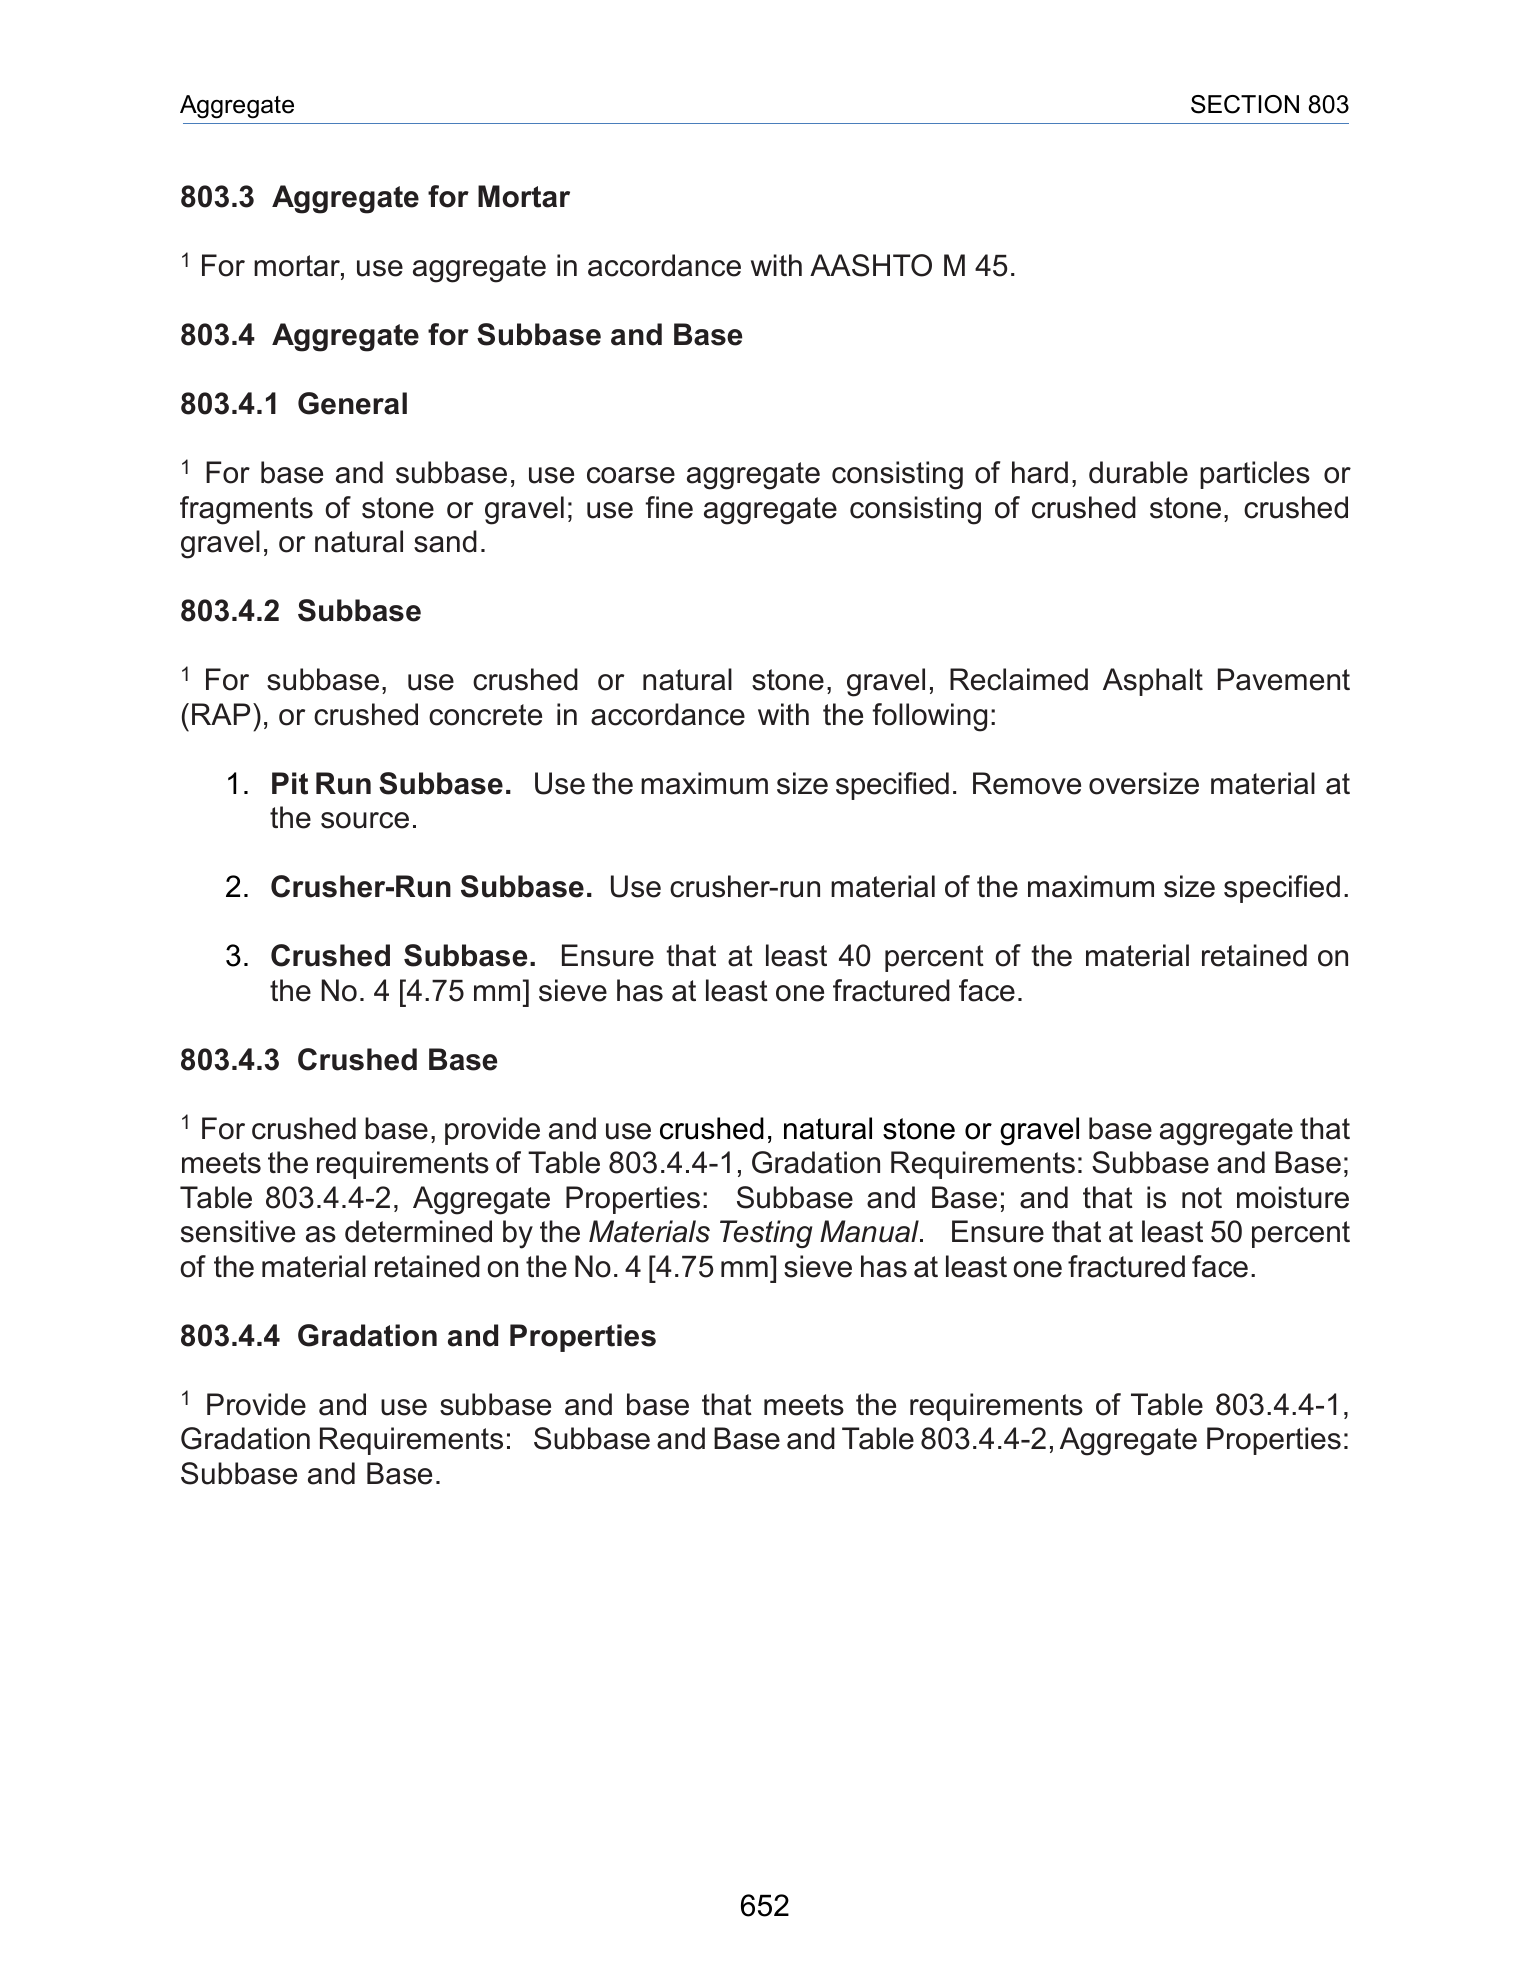 Aggregate SECTION 803
803.3 Aggregate for Mortar
1 For mortar, use aggregate in accordance with AASHTO M 45.
803.4 Aggregate for Subbase and Base
803.4.1 General
1 For base and subbase, use coarse aggregate consisting of hard, durable particles or
fragments of stone or gravel; use fine aggregate consisting of crushed stone, crushed
gravel, or natural sand.
803.4.2 Subbase
1 For subbase, use crushed or natural stone, gravel, Reclaimed Asphalt Pavement
(RAP), or crushed concrete in accordance with the following:
1. Pit Run Subbase. Use the maximum size specified. Remove oversize material at
the source.
2. Crusher-Run Subbase. Use crusher-run material of the maximum size specified.
3. Crushed Subbase. Ensure that at least 40 percent of the material retained on
the No. 4 [4.75 mm] sieve has at least one fractured face.
803.4.3 Crushed Base
1 For crushed base, provide and use crushed, natural stone or gravel base aggregate that
meets the requirements of Table 803.4.4-1, Gradation Requirements: Subbase and Base;
Table 803.4.4-2, Aggregate Properties: Subbase and Base; and that is not moisture
sensitive as determined by the Materials Testing Manual. Ensure that at least 50 percent
of the material retained on the No. 4 [4.75 mm] sieve has at least one fractured face.
803.4.4 Gradation and Properties
1 Provide and use subbase and base that meets the requirements of Table 803.4.4-1,
Gradation Requirements: Subbase and Base and Table 803.4.4-2, Aggregate Properties:
Subbase and Base.
652